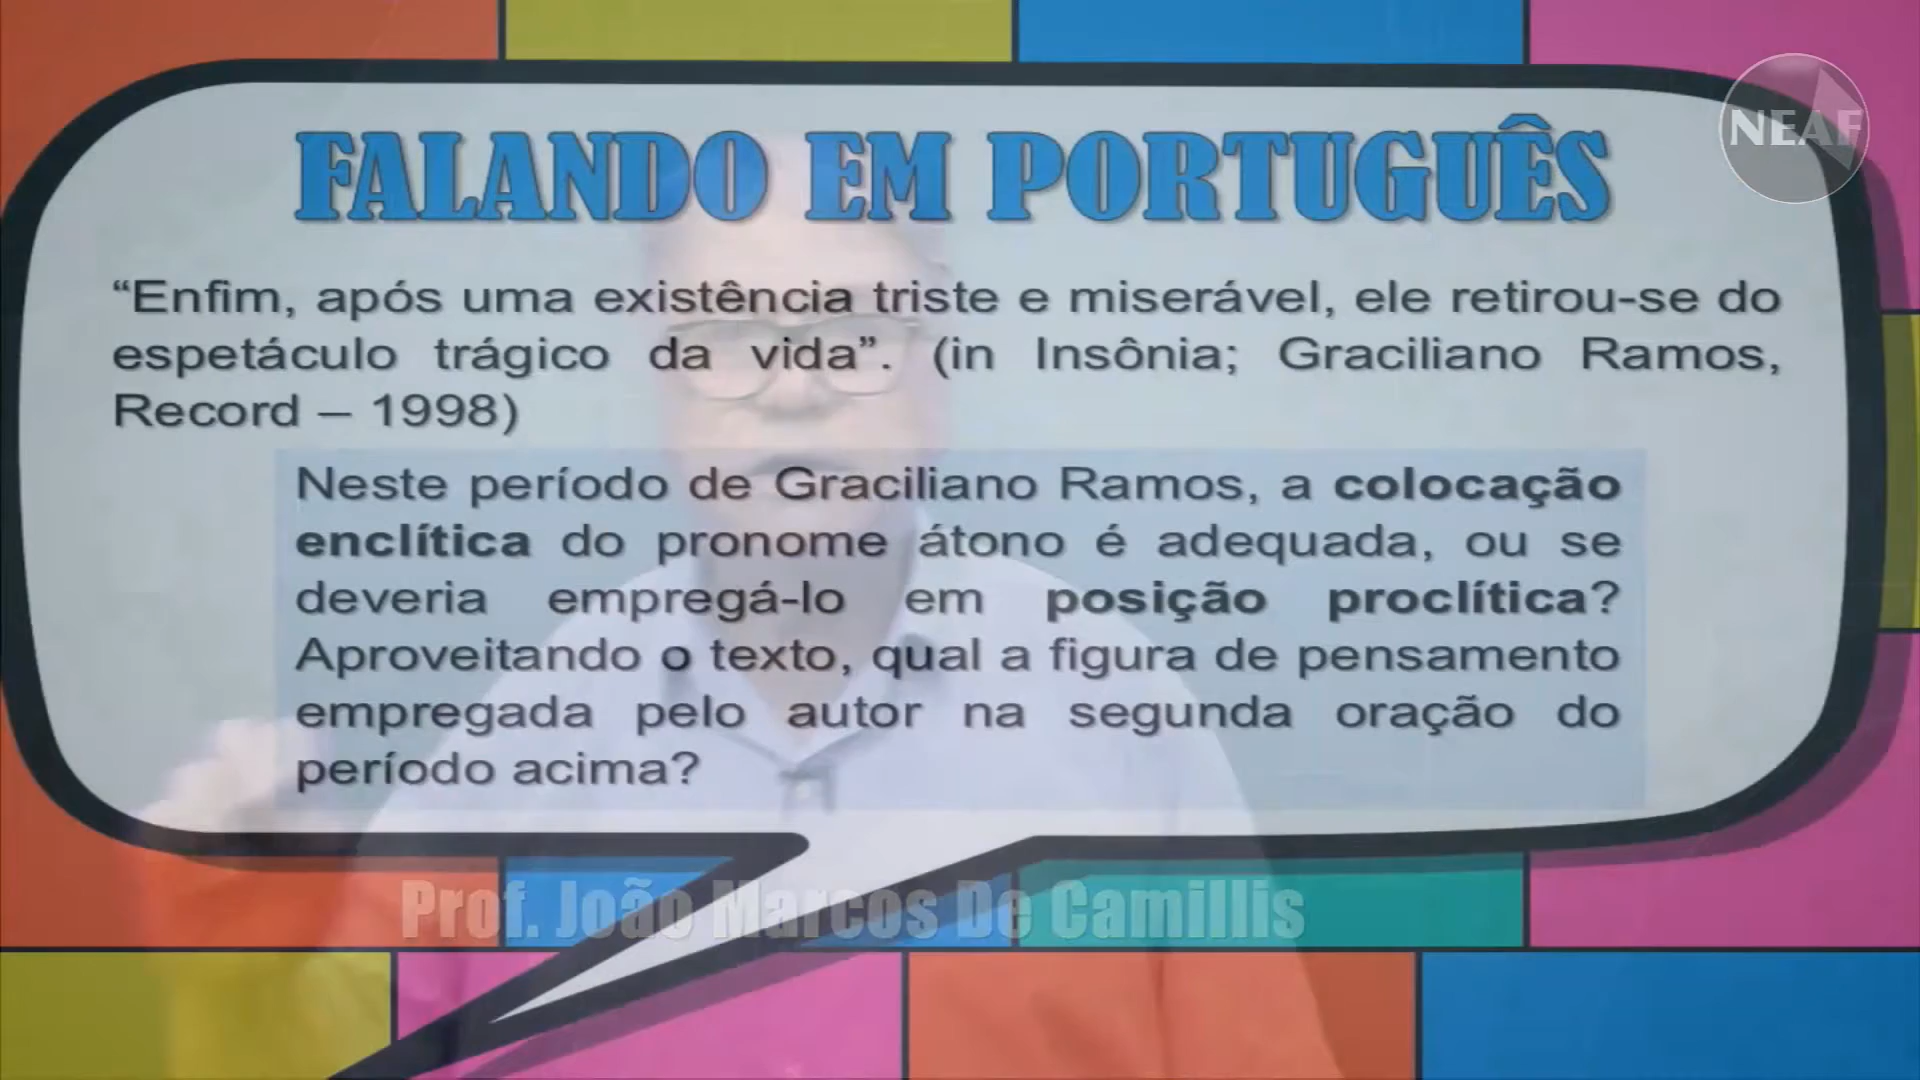 NEAF
FALANDO EM PORTUGUÊS
“Enfim, após uma existência triste e miserável, ele retirou-se do
espetáculo trágico da vida”. (in Insônia; Graciliano Ramos,
Record – 1998)
Neste período de Graciliano Ramos, a colocação
enclítica do pronome átono é adequada, ou se
deveria empregá-lo em posição proclítica?
Aproveitando o texto, qual a figura de pensamento
empregada pelo autor na segunda oração do
período acima?
Prof. João Marcos De Camillis